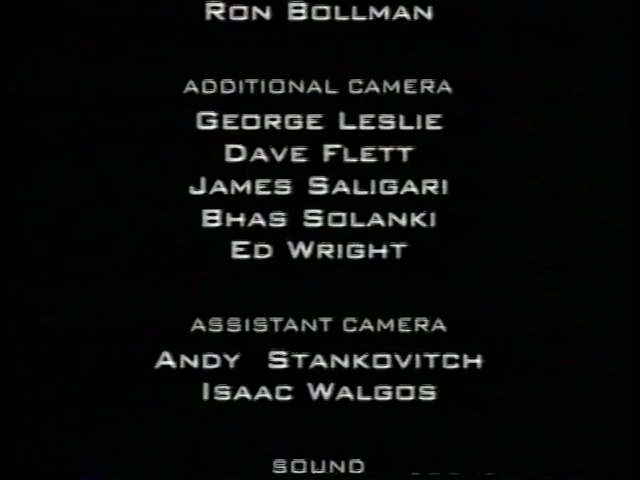 RON BOLLMAN
ADDITIONAL CAMERA
GEORGE LESLIE
DAVE FLETT
JAMES SALIGARI
BHAS SOLANKI
ED WRIGHT
ASSISTANT CAMERA
ANDY STANKOVITCH
ISAAC WALGOS
SOUND